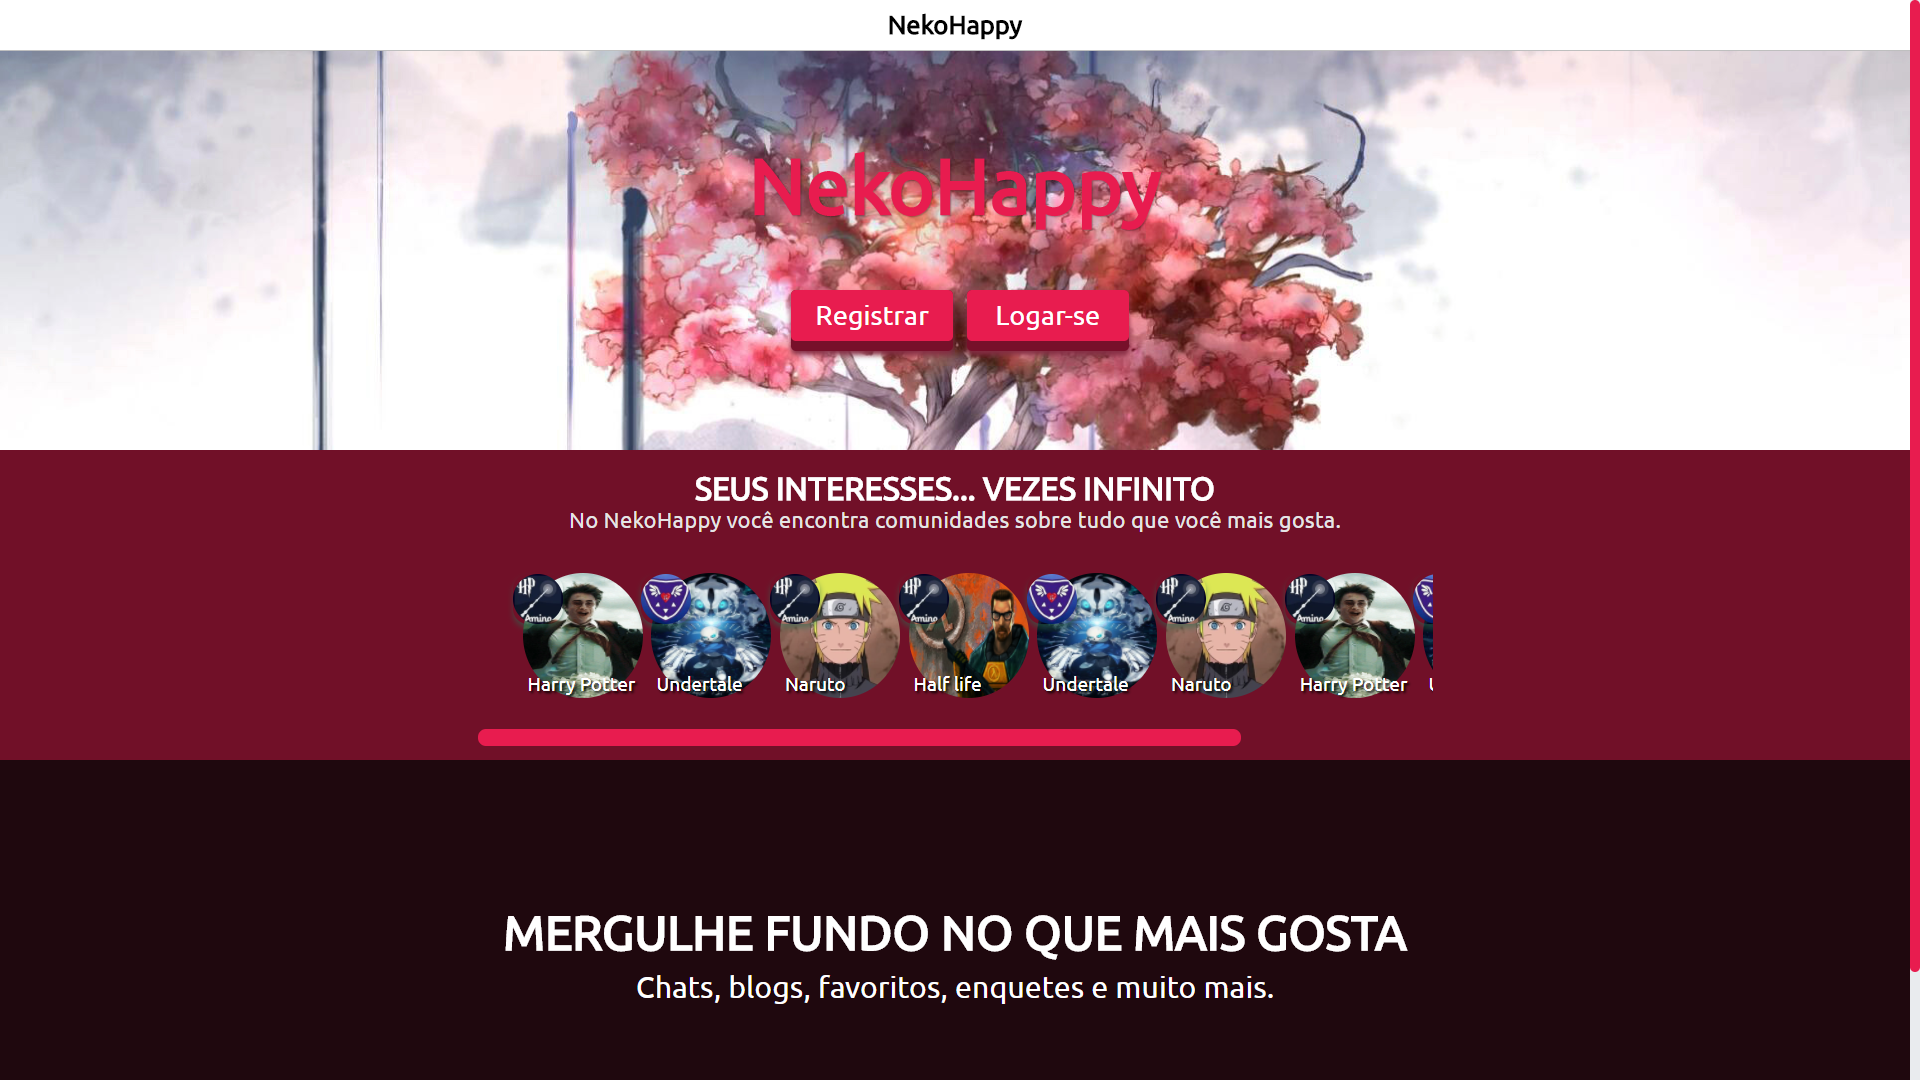 NekoHappy
NekoHappy
Registrar Logar-se
SEUS INTERESSES... VEZES INFINITO
No NekoHappy você encontra comunidades sobre tudo que você mais gosta.
HP Amino HP Amino HP Amino HP Amino HP Amino
Harry Potter Undertale Naruto Half life Undertale Naruto Harry Potter
MERGULHE FUNDO NO QUE MAIS GOSTA
Chats, blogs, favoritos, enquetes e muito mais.